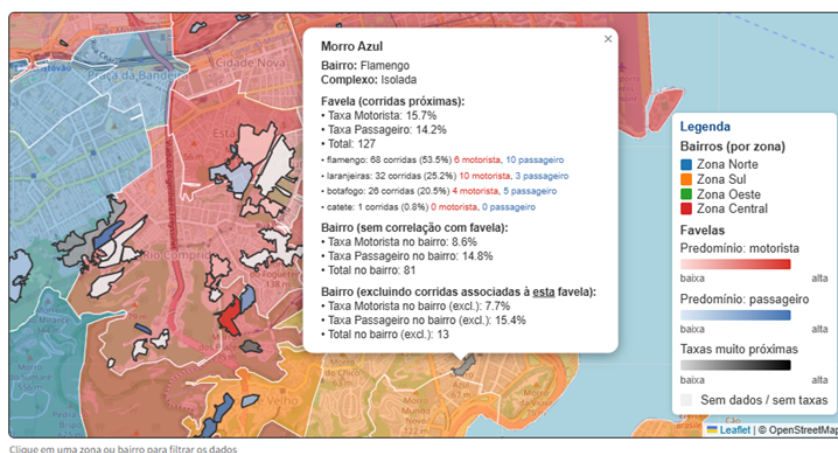 Cidade Nova
Praça da Bandeira
Está
Rio Comprido
Morro Azul
×
Bairro: Flamengo
Complexo: Isolada
Favela (corridas próximas):
• Taxa Motorista: 15.7%
• Taxa Passageiro: 14.2%
• Total: 127
• flamengo: 68 corridas (53.5%) 6 motorista, 10 passageiro
• laranjeiras: 32 corridas (25.2%) 10 motorista, 3 passageiro
• botafogo: 26 corridas (20.5%) 4 motorista, 5 passageiro
• catete: 1 corridas (0.8%) 0 motorista, 0 passageiro
Bairro (sem correlação com favela):
• Taxa Motorista no bairro: 8.6%
• Taxa Passageiro no bairro: 14.8%
• Total no bairro: 81
Bairro (excluindo corridas associadas à esta favela):
• Taxa Motorista no bairro (excl.): 7.7%
• Taxa Passageiro no bairro (excl.): 15.4%
• Total no bairro (excl.): 13
Velho
Morro
Mundo
Novo
122 m
Legenda
Bairros (por zona)
Zona Norte
Zona Sul
Zona Oeste
Zona Central
Favelas
Predomínio: motorista
baixa alta
Predomínio: passageiro
baixa alta
Taxas muito próximas
baixa alta
Sem dados / sem taxas
Leaflet | © OpenStreetMap
Clique em uma zona ou bairro para filtrar os dados